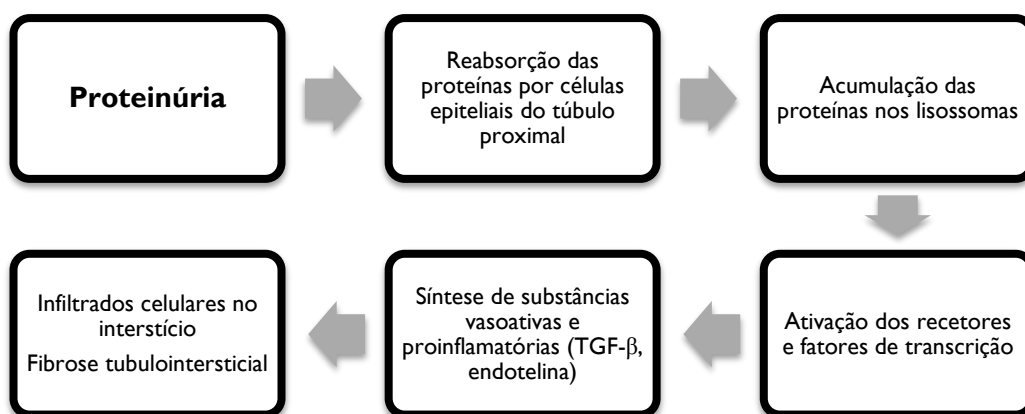 Proteinúria
Reabsorção das
proteínas por células
epiteliais do túbulo
proximal
Acumulação das
proteínas nos lisossomas
Ativação dos recetores
e fatores de transcrição
Síntese de substâncias
vasoativas e
proinflamatórias (TGF-β,
endotelina)
Infiltrados celulares no
interstício
Fibrose tubulointersticial